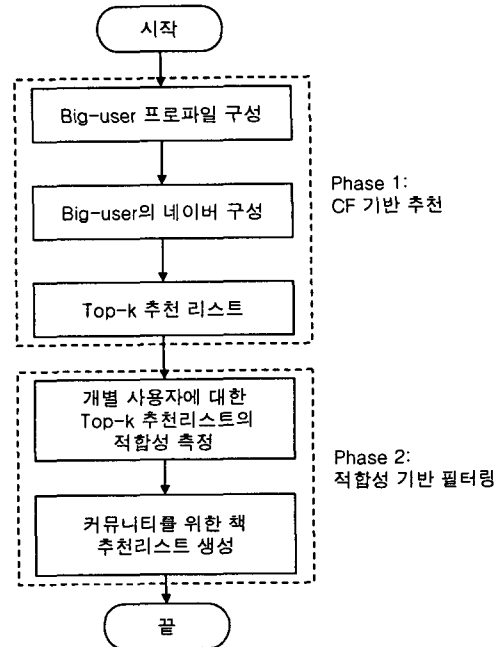 시작
Big-user 프로파일 구성
Big-user의 네이버 구성
Top-k 추천 리스트
Phase 1:
CF 기반 추천
개별 사용자에 대한
Top-k 추천리스트의
적합성 측정
커뮤니티를 위한 책
추천리스트 생성
Phase 2:
적합성 기반 필터링
끝